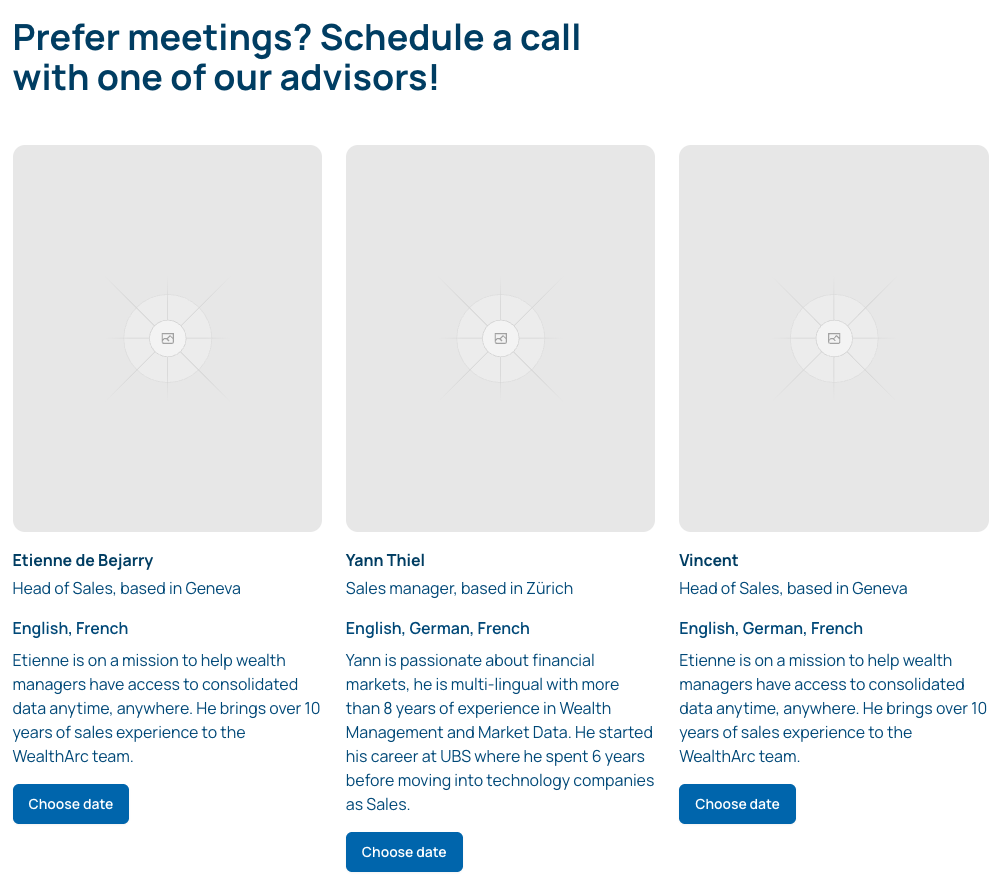 Prefer meetings? Schedule a call
with one of our advisors!
Etienne de Bejarry
Head of Sales, based in Geneva
English, French
Etienne is on a mission to help wealth
managers have access to consolidated
data anytime, anywhere. He brings over 10
years of sales experience to the
WealthArc team.
Choose date
Yann Thiel
Sales manager, based in Zürich
English, German, French
Yann is passionate about financial
markets, he is multi-lingual with more
than 8 years of experience in Wealth
Management and Market Data. He started
his career at UBS where he spent 6 years
before moving into technology companies
as Sales.
Choose date
Vincent
Head of Sales, based in Geneva
English, German, French
Etienne is on a mission to help wealth
managers have access to consolidated
data anytime, anywhere. He brings over 10
years of sales experience to the
WealthArc team.
Choose date